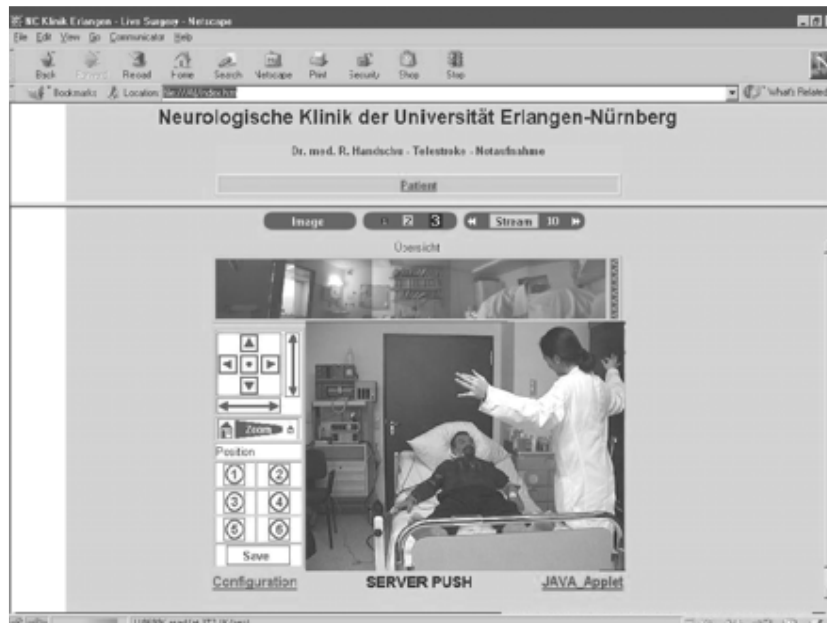 NC Klinik Erlangen - Live Surgery - Netscape
File Edit View Go Communicator Help
Back Forward Reload Home Search Netscape Print Security Shop Stop
Bookmarks Location: What's Related
Neurologische Klinik der Universität Erlangen-Nürnberg
Dr. med. R. Handschu - Telestroke - Notaufnahme
Patient
Image 1 2 3 Stream 10
Übersicht
Zoom
Position
1 2
3 4
5 6
Save
Configuration SERVER PUSH JAVA_Applet